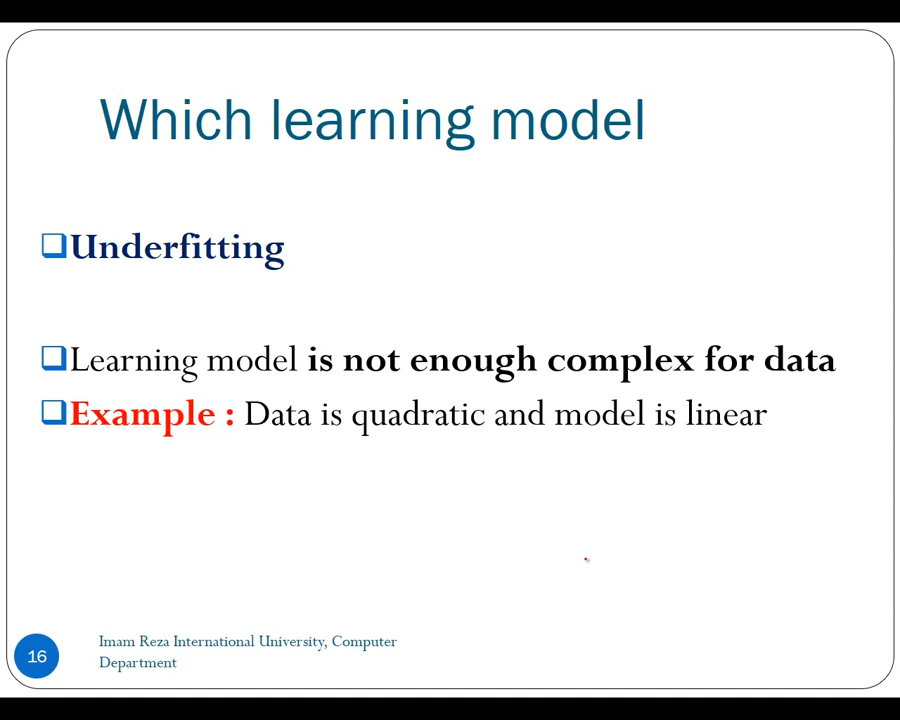 Which learning model
Underfitting
Learning model is not enough complex for data
Example : Data is quadratic and model is linear
Imam Reza International University, Computer
Department
16